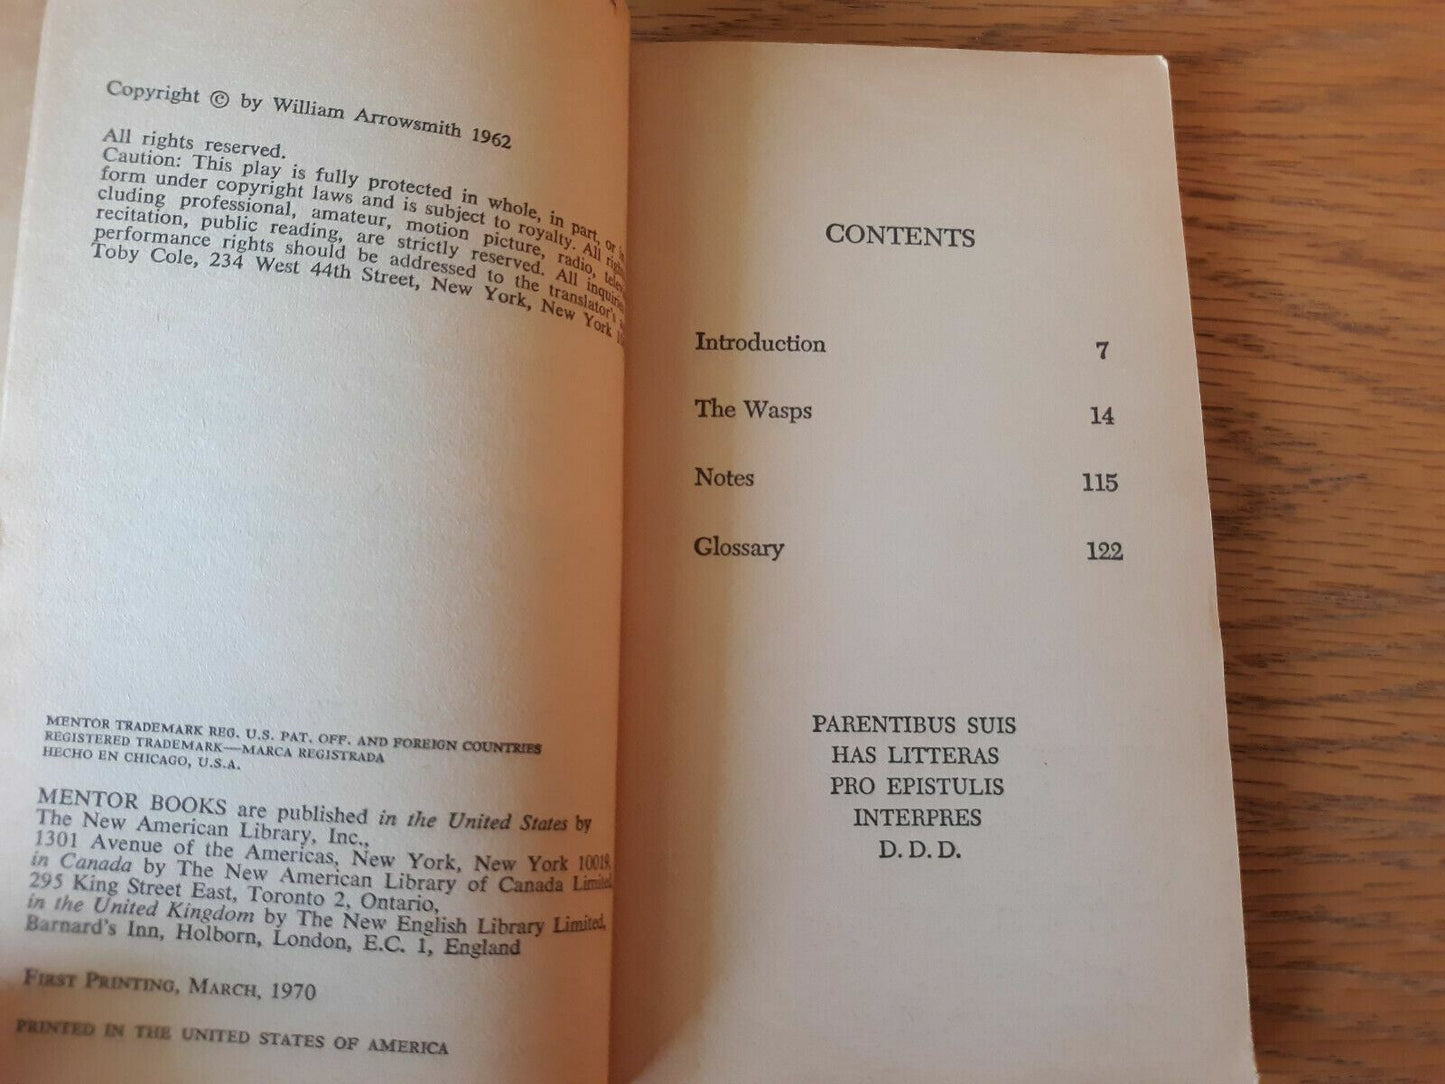 Copyright © by William Arrowsmith 1962
All rights reserved.
Caution: This play is fully protected in whole, in part, or in
form under copyright laws and is subject to royalty. All
cluding professional, amateur, motion picture, radio,
recitation, public reading, are strictly reserved. All
performance rights should be addressed to the translator's
Toby Cole, 234 West 44th Street, New York, New York
MENTOR TRADEMARK REG. U.S. PAT. OFF. AND FOREIGN COUNTRIES
REGISTERED TRADEMARK—MARCA REGISTRADA
HECHO EN CHICAGO, U.S.A.
MENTOR BOOKS are published in the United States by
The New American Library, Inc.,
1301 Avenue of the Americas, New York, New York 10019,
in Canada by The New American Library of Canada Limited,
295 King Street East, Toronto 2, Ontario,
in the United Kingdom by The New English Library Limited,
Barnard's Inn, Holborn, London, E.C. 1, England
FIRST PRINTING, MARCH, 1970
PRINTED IN THE UNITED STATES OF AMERICA
CONTENTS
Introduction 7
The Wasps 14
Notes 115
Glossary 122
PARENTIBUS SUIS
HAS LITTERAS
PRO EPISTULIS
INTERPRES
D. D. D.